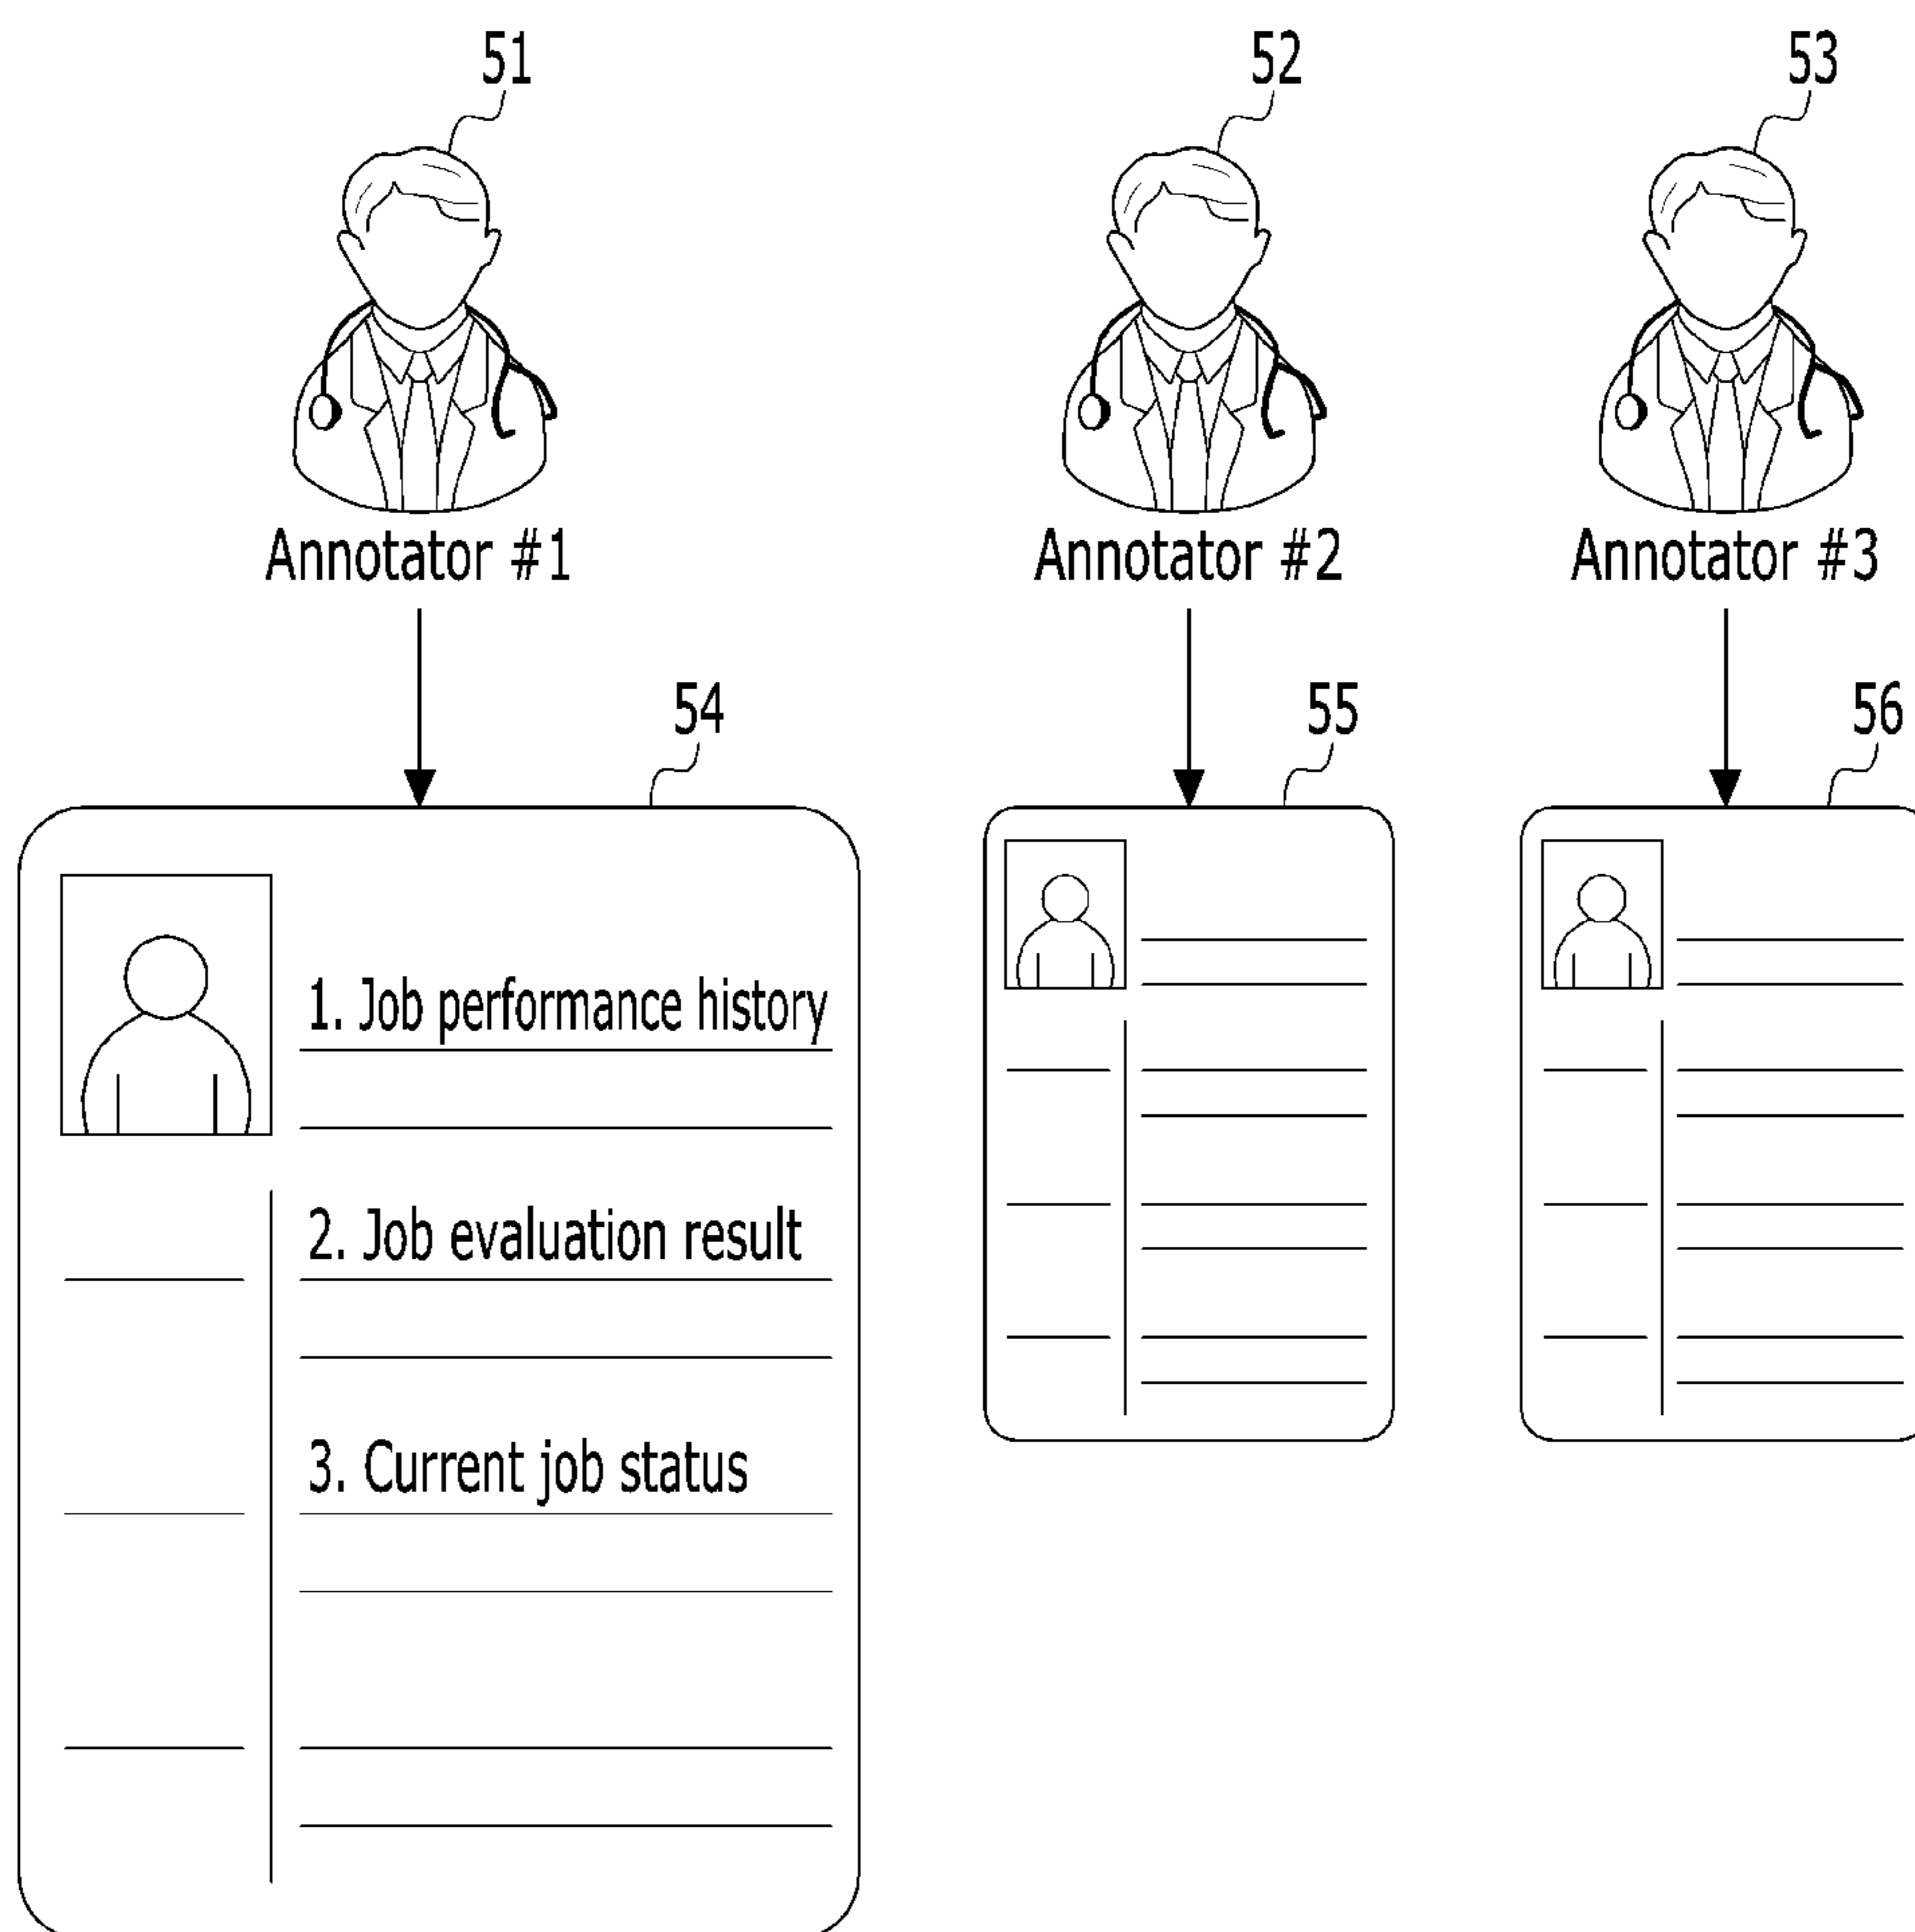 51
52
53
Annotator #1
Annotator #2
Annotator #3
54
55
56
1. Job performance history
2. Job evaluation result
3. Current job status